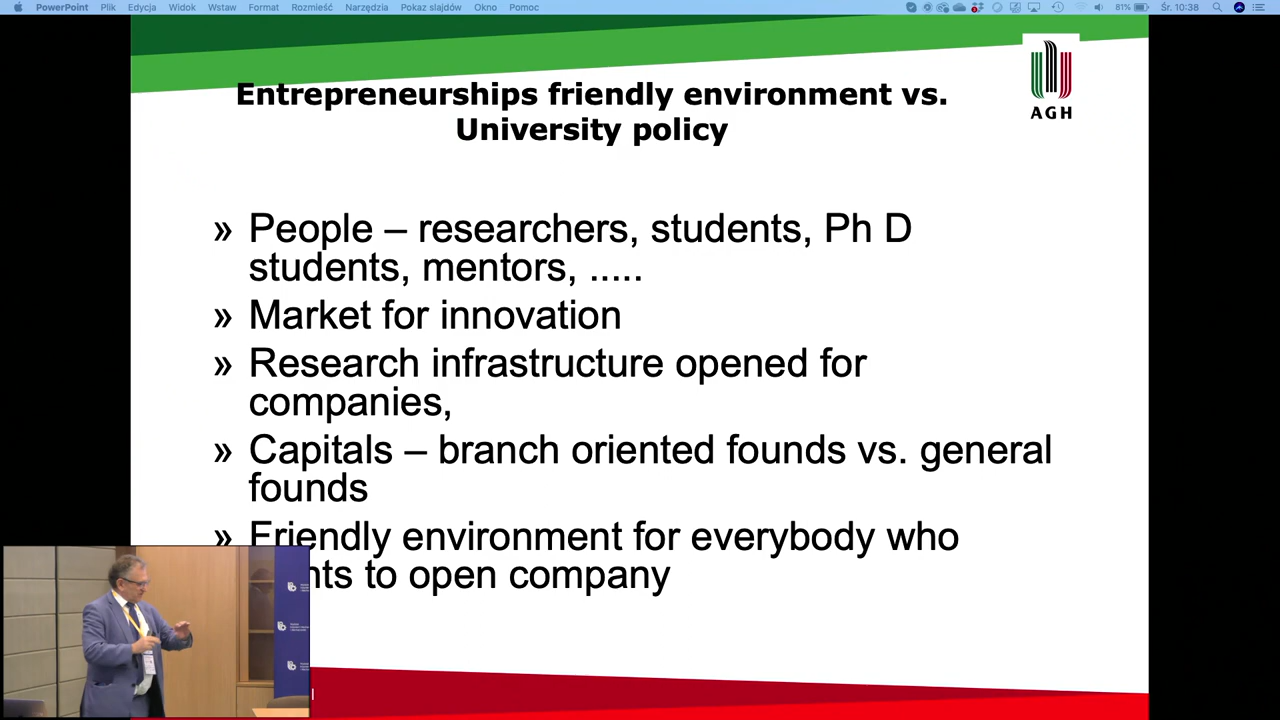 PowerPoint Plik Edycja Widok Wstaw Format Rozmieść Narzędzia Pokaz slajdów Okno Pomoc 81% Śr. 10:38
Entrepreneurships friendly environment vs.
University policy
AGH
» People – researchers, students, Ph D
students, mentors, .....
» Market for innovation
» Research infrastructure opened for
companies,
» Capitals – branch oriented founds vs. general
founds
» Friendly environment for everybody who
to open company